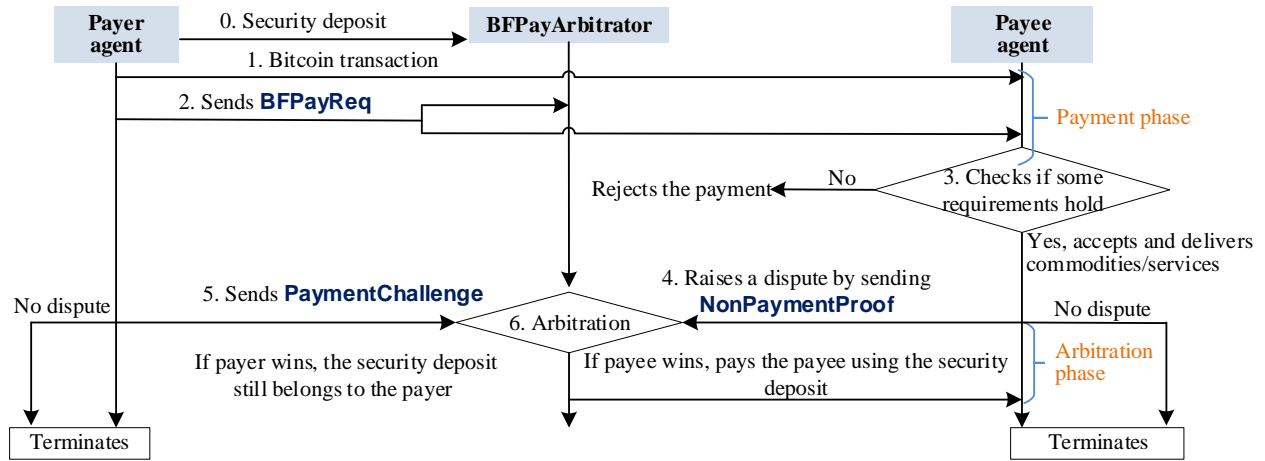 Payer
agent
0. Security deposit
BFPayArbitrator
Payee
agent
1. Bitcoin transaction
2. Sends BFPayReq
Payment phase
3. Checks if some
requirements hold
No
Rejects the payment
Yes, accepts and delivers
commodities/services
4. Raises a dispute by sending
NonPaymentProof
5. Sends PaymentChallenge
No dispute
6. Arbitration
No dispute
If payer wins, the security deposit
still belongs to the payer
If payee wins, pays the payee using the security
deposit
Arbitration
phase
Terminates
Terminates